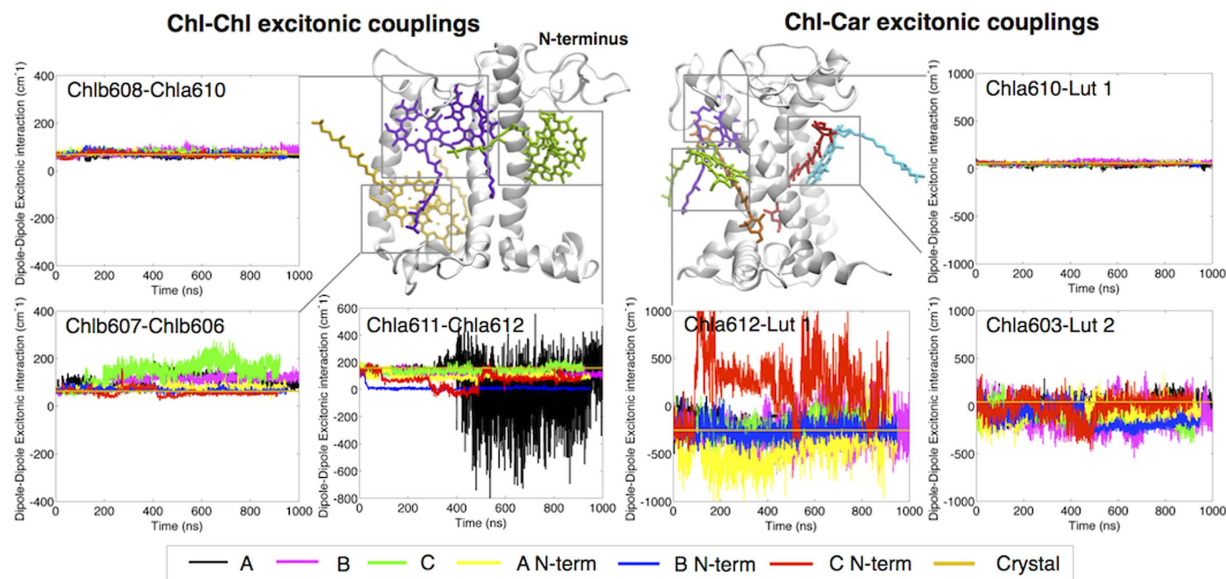 Chl-Chl excitonic couplings
Chl-Car excitonic couplings
N-terminus
Dipole-Dipole Excitonic interaction (cm⁻¹)
400
200
0
-200
-400
Chlb608-Chla610
0 200 400 600 800 1000
Time (ns)
Dipole-Dipole Excitonic interaction (cm⁻¹)
1000
500
0
-500
-1000
Chla610-Lut 1
0 200 400 600 800 1000
Time (ns)
Dipole-Dipole Excitonic interaction (cm⁻¹)
400
200
0
-200
-400
Chlb607-Chlb606
0 200 400 600 800 1000
Time (ns)
Dipole-Dipole Excitonic interaction (cm⁻¹)
600
400
200
0
-200
-400
-600
-800
Chla611-Chla612
0 200 400 600 800 1000
Time (ns)
Dipole-Dipole Excitonic interaction (cm⁻¹)
1000
500
0
-500
-1000
Chla612-Lut 1
0 200 400 600 800 1000
Time (ns)
Dipole-Dipole Excitonic interaction (cm⁻¹)
1000
500
0
-500
-1000
Chla603-Lut 2
0 200 400 600 800 1000
Time (ns)
A B C A N-term B N-term C N-term Crystal